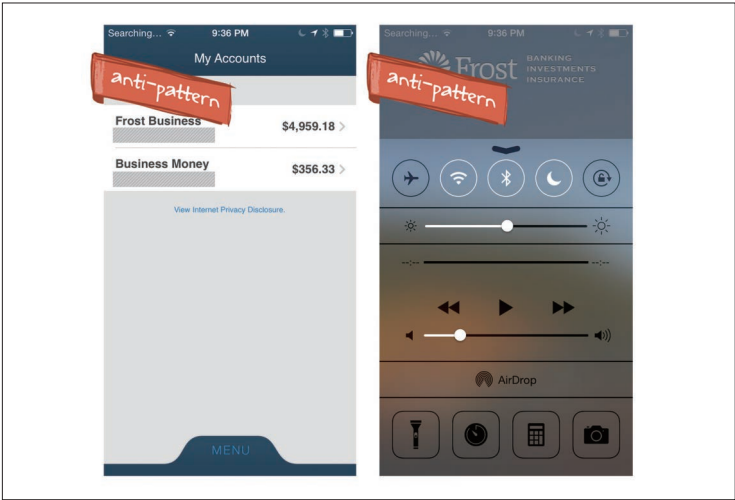 Searching... 9:36 PM
My Accounts
anti-pattern
Frost Business
$4,959.18 >
Business Money
$356.33 >
View Internet Privacy Disclosure.
MENU
Searching... 9:36 PM
Frost
BANKING
INVESTMENTS
INSURANCE
anti-pattern
--:-- --:--
AirDrop